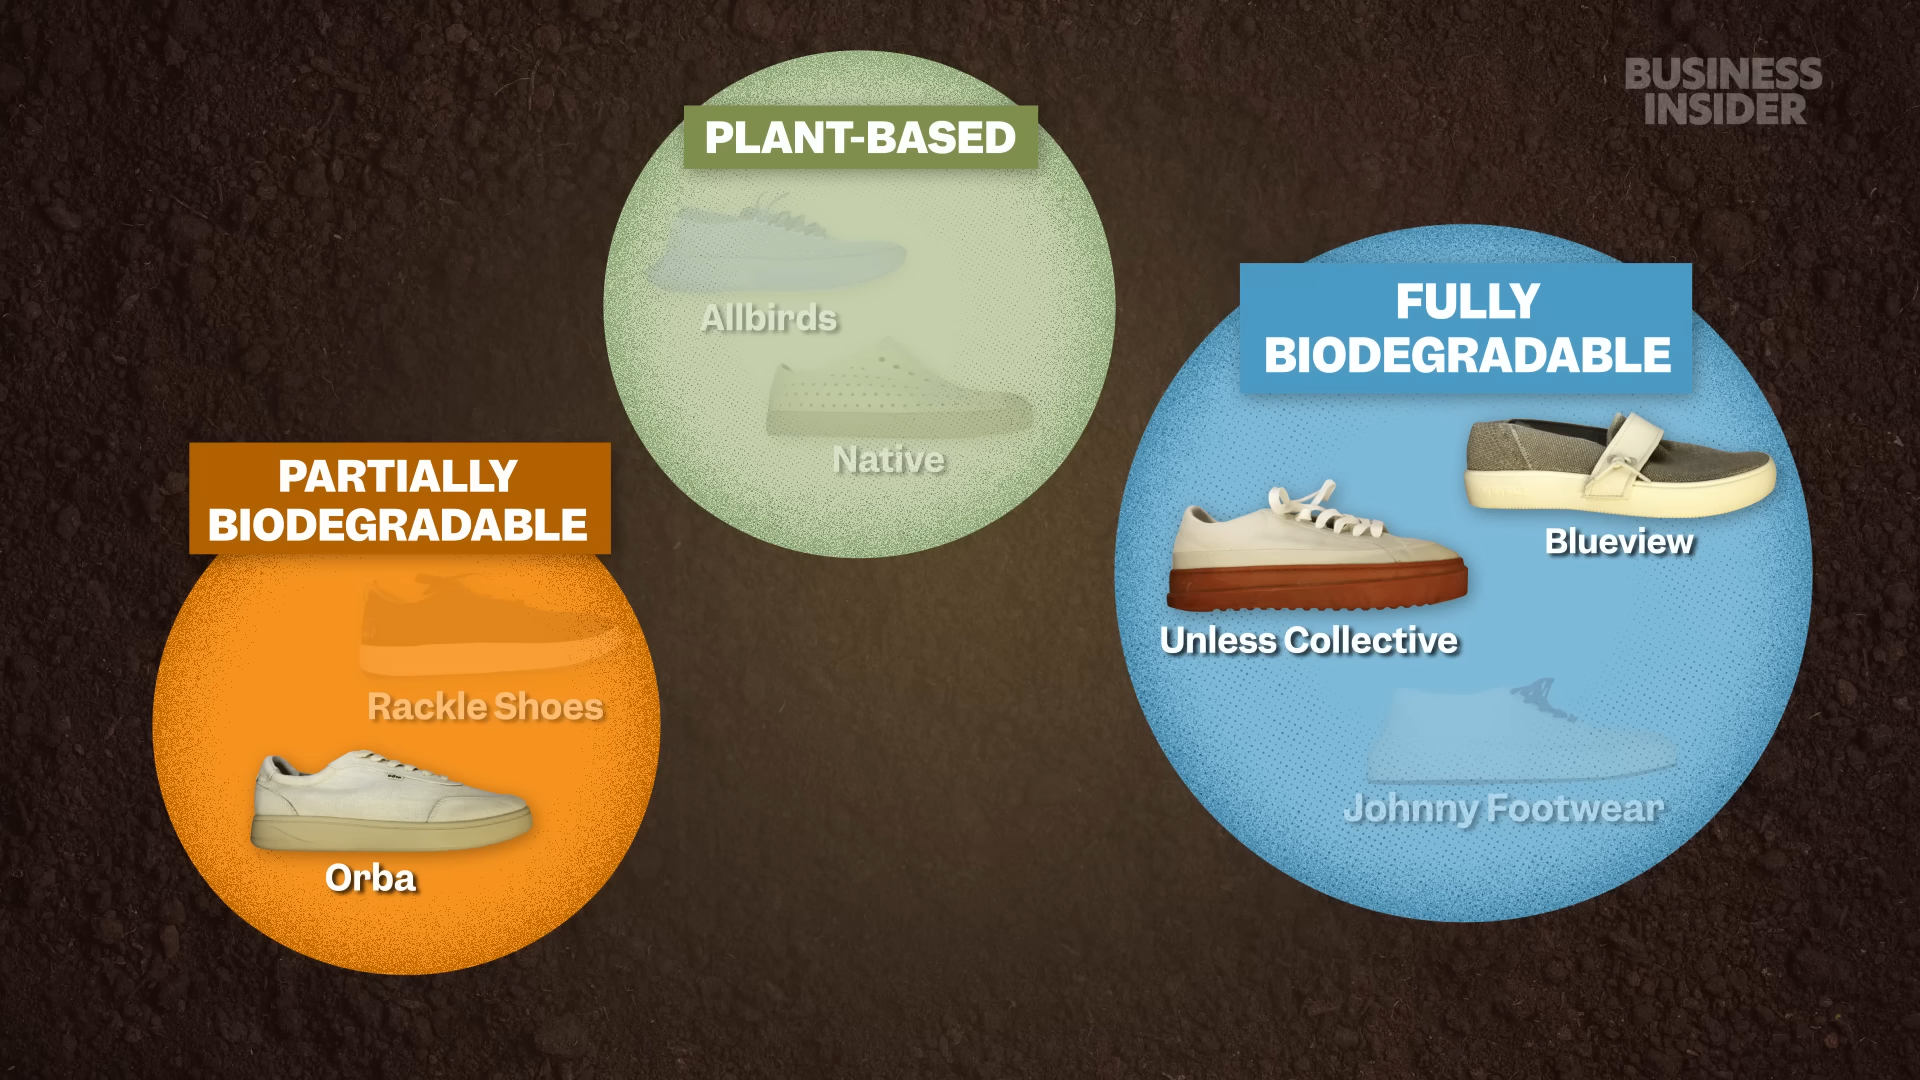 BUSINESS
INSIDER
PLANT-BASED
Allbirds
Native
FULLY
BIODEGRADABLE
Blueview
Unless Collective
Johnny Footwear
PARTIALLY
BIODEGRADABLE
Rackle Shoes
Orba